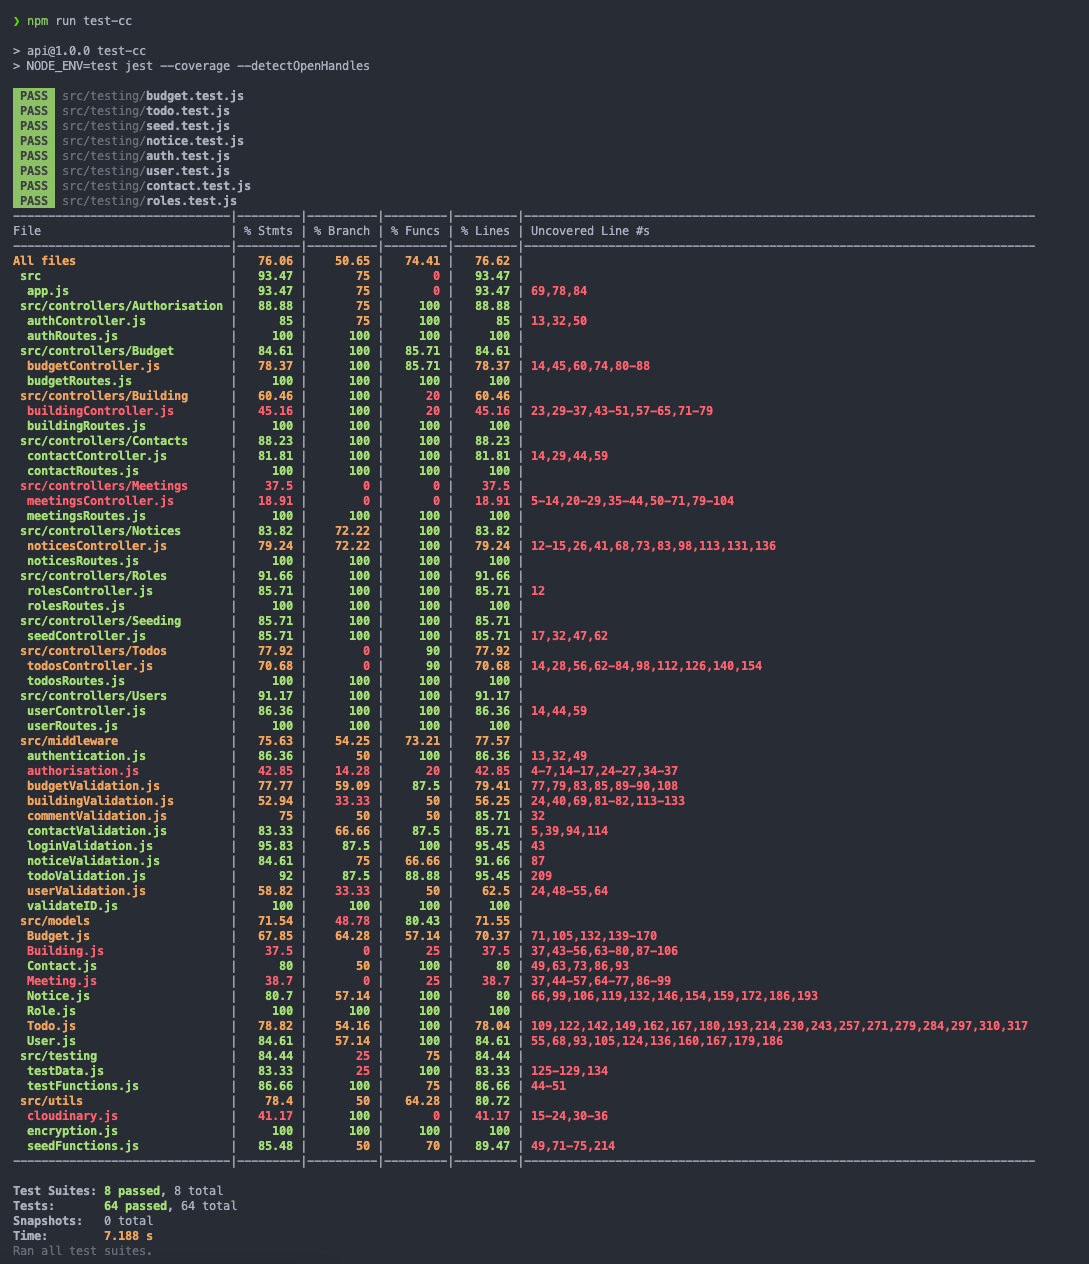 ❯ npm run test-cc
> api@1.0.0 test-cc
> NODE_ENV=test jest --coverage --detectOpenHandles
PASS src/testing/budget.test.js
PASS src/testing/todo.test.js
PASS src/testing/seed.test.js
PASS src/testing/notice.test.js
PASS src/testing/auth.test.js
PASS src/testing/user.test.js
PASS src/testing/contact.test.js
PASS src/testing/roles.test.js
File | % Stmts | % Branch | % Funcs | % Lines | Uncovered Line #s
All files | 76.06 | 50.65 | 74.41 | 76.62 |
src | 93.47 | 75 | 0 | 93.47 |
app.js | 93.47 | 75 | 0 | 93.47 | 69,78,84
src/controllers/Authorisation | 88.88 | 75 | 100 | 88.88 |
authController.js | 85 | 75 | 100 | 85 | 13,32,50
authRoutes.js | 100 | 100 | 100 | 100 |
src/controllers/Budget | 84.61 | 100 | 85.71 | 84.61 |
budgetController.js | 78.37 | 100 | 85.71 | 78.37 | 14,45,60,74,80-88
budgetRoutes.js | 100 | 100 | 100 | 100 |
src/controllers/Building | 60.46 | 100 | 20 | 60.46 |
buildingController.js | 45.16 | 100 | 20 | 45.16 | 23,29-37,43-51,57-65,71-79
buildingRoutes.js | 100 | 100 | 100 | 100 |
src/controllers/Contacts | 88.23 | 100 | 100 | 88.23 |
contactController.js | 81.81 | 100 | 100 | 81.81 | 14,29,44,59
contactRoutes.js | 100 | 100 | 100 | 100 |
src/controllers/Meetings | 37.5 | 0 | 0 | 37.5 |
meetingsController.js | 18.91 | 0 | 0 | 18.91 | 5-14,20-29,35-44,50-71,79-104
meetingsRoutes.js | 100 | 100 | 100 | 100 |
src/controllers/Notices | 83.82 | 72.22 | 100 | 83.82 |
noticesController.js | 79.24 | 72.22 | 100 | 79.24 | 12-15,26,41,68,73,83,98,113,131,136
noticesRoutes.js | 100 | 100 | 100 | 100 |
src/controllers/Roles | 91.66 | 100 | 100 | 91.66 |
rolesController.js | 85.71 | 100 | 100 | 85.71 | 12
rolesRoutes.js | 100 | 100 | 100 | 100 |
src/controllers/Seeding | 85.71 | 100 | 100 | 85.71 |
seedController.js | 85.71 | 100 | 100 | 85.71 | 17,32,47,62
src/controllers/Todos | 77.92 | 0 | 90 | 77.92 |
todosController.js | 70.68 | 0 | 90 | 70.68 | 14,28,56,62-84,98,112,126,140,154
todosRoutes.js | 100 | 100 | 100 | 100 |
src/controllers/Users | 91.17 | 100 | 100 | 91.17 |
userController.js | 86.36 | 100 | 100 | 86.36 | 14,44,59
userRoutes.js | 100 | 100 | 100 | 100 |
src/middleware | 75.63 | 54.25 | 73.21 | 77.57 |
authentication.js | 86.36 | 50 | 100 | 86.36 | 13,32,49
authorisation.js | 42.85 | 14.28 | 20 | 42.85 | 4-7,14-17,24-27,34-37
budgetValidation.js | 77.77 | 59.09 | 87.5 | 79.41 | 77,79,83,85,89-90,108
buildingValidation.js | 52.94 | 33.33 | 50 | 56.25 | 24,40,69,81-82,113-133
commentValidation.js | 75 | 50 | 50 | 85.71 | 32
contactValidation.js | 83.33 | 66.66 | 87.5 | 85.71 | 5,39,94,114
loginValidation.js | 95.83 | 87.5 | 100 | 95.45 | 43
noticeValidation.js | 84.61 | 75 | 66.66 | 91.66 | 87
todoValidation.js | 92 | 87.5 | 88.88 | 95.45 | 209
userValidation.js | 58.82 | 33.33 | 50 | 62.5 | 24,48-55,64
validateID.js | 100 | 100 | 100 | 100 |
src/models | 71.54 | 48.78 | 80.43 | 71.55 |
Budget.js | 67.85 | 64.28 | 57.14 | 70.37 | 71,105,132,139-170
Building.js | 37.5 | 0 | 25 | 37.5 | 37,43-56,63-80,87-106
Contact.js | 80 | 50 | 100 | 80 | 49,63,73,86,93
Meeting.js | 38.7 | 0 | 25 | 38.7 | 37,44-57,64-77,86-99
Notice.js | 80.7 | 57.14 | 100 | 80 | 66,99,106,119,132,146,154,159,172,186,193
Role.js | 100 | 100 | 100 | 100 |
Todo.js | 78.82 | 54.16 | 100 | 78.04 | 109,122,142,149,162,167,180,193,214,230,243,257,271,279,284,297,310,317
User.js | 84.61 | 57.14 | 100 | 84.61 | 55,68,93,105,124,136,160,167,179,186
src/testing | 84.44 | 25 | 75 | 84.44 |
testData.js | 83.33 | 25 | 100 | 83.33 | 125-129,134
testFunctions.js | 86.66 | 100 | 75 | 86.66 | 44-51
src/utils | 78.4 | 50 | 64.28 | 80.72 |
cloudinary.js | 41.17 | 100 | 0 | 41.17 | 15-24,30-36
encryption.js | 100 | 100 | 100 | 100 |
seedFunctions.js | 85.48 | 50 | 70 | 89.47 | 49,71-75,214
Test Suites: 8 passed, 8 total
Tests: 64 passed, 64 total
Snapshots: 0 total
Time: 7.188 s
Ran all test suites.